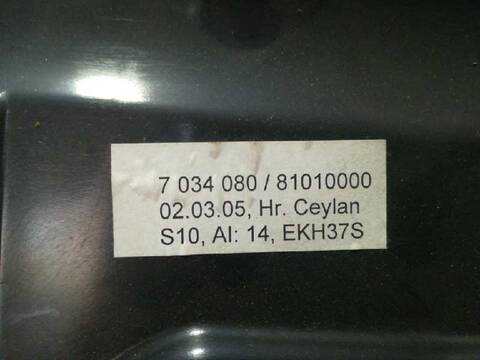 7 034 080 / 81010000
02.03.05, Hr. Ceylan
S10, AI: 14, EKH37S